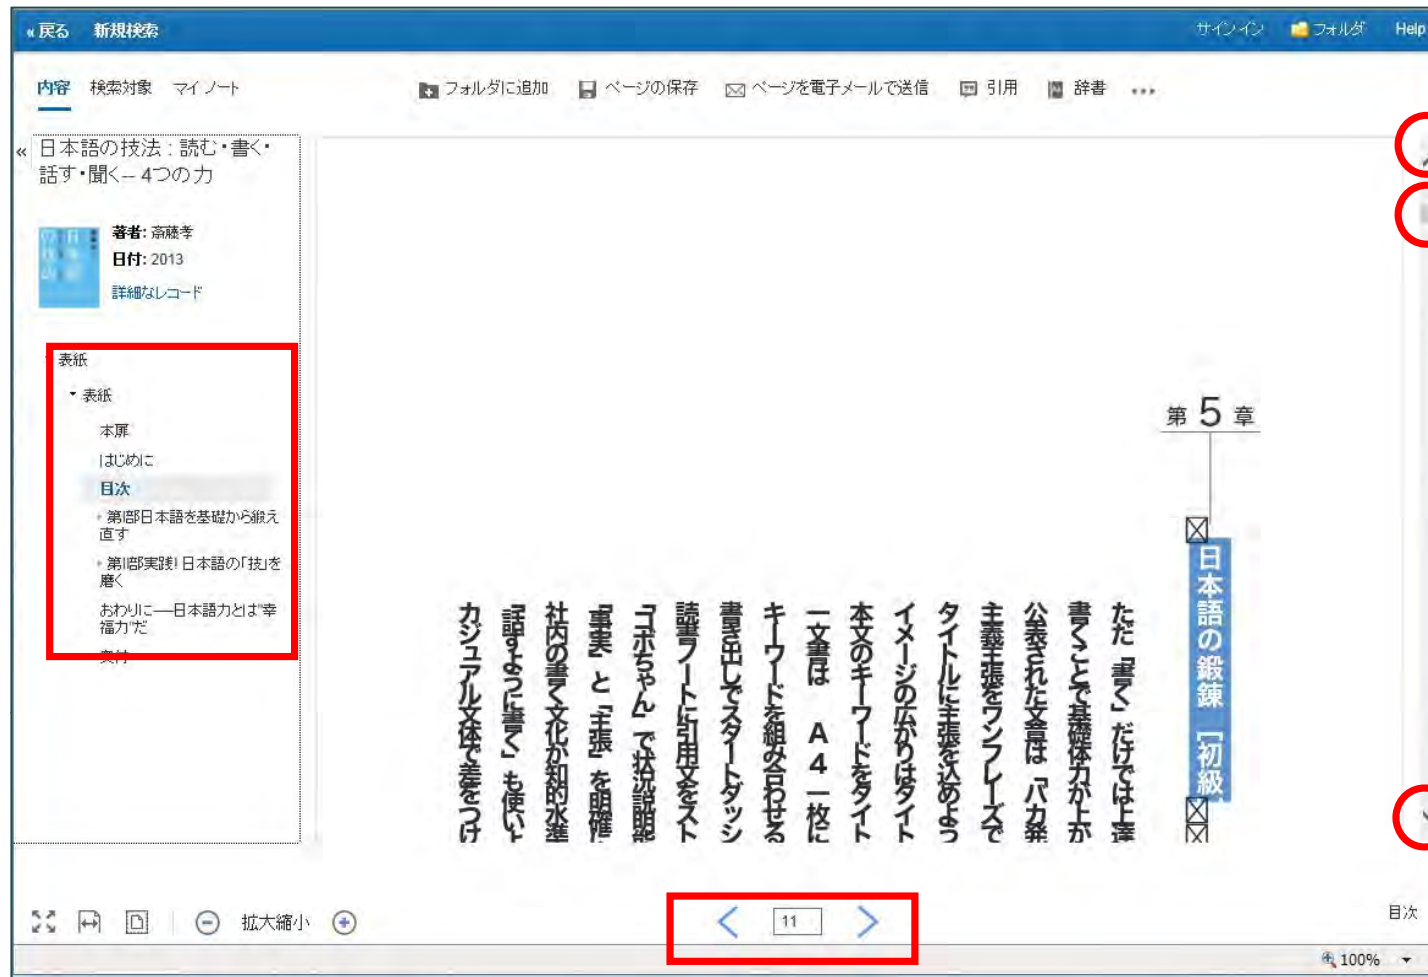 «戻る 新規検索
サインイン フォルダ Help
内容 検索対象 マイノート
フォルダに追加 ページの保存 ページを電子メールで送信 引用 辞書 •••
«
日本語の技法 : 読む・書く・
話す・聞く-- 4つの力
著者: 斎藤孝
日付: 2013
詳細なレコード
表紙
表紙
本扉
はじめに
目次
第I部日本語を基礎から鍛え
直す
第II部実践!日本語の「技」を
磨く
おわりに──日本語力とは“幸
福力”だ
奥付
第5章
日本語の鍛錬 [初級
ただ「書く」だけでは上達
書くことで基礎体力が上が
公表された文章は「バカ発
主義主張をワンフレーズで
タイトルに主張を込めよう
イメージの広がりはタイト
本文のキーワードをタイト
一文書は A4一枚に
キーワードを組み合わせる
書き出しでスタートダッシ
読書ノートに引用文をスト
『コボちゃん』で状況説明能
「事実」と「主張」を明確に
社内の書く文化が知的水準
「話すように書く」も使いよ
カジュアル文体で差をつけ
拡大縮小
11
目次
100%